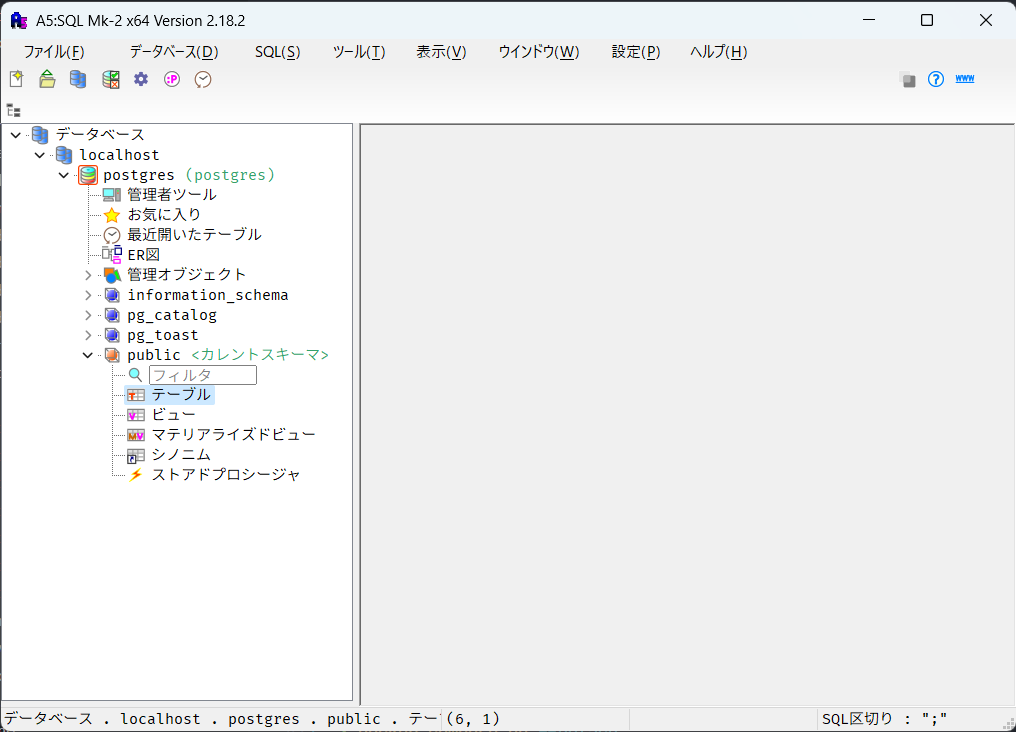 A5:SQL Mk-2 x64 Version 2.18.2
ファイル(F) データベース(D) SQL(S) ツール(T) 表示(V) ウインドウ(W) 設定(P) ヘルプ(H)
:P ? WWW
データベース
localhost
postgres (postgres)
管理者ツール
お気に入り
最近開いたテーブル
ER図
管理オブジェクト
information_schema
pg_catalog
pg_toast
public <カレントスキーマ>
フィルタ
テーブル
ビュー
マテリアライズドビュー
シノニム
ストアドプロシージャ
データベース . localhost . postgres . public . テー (6, 1) SQL区切り : ";"